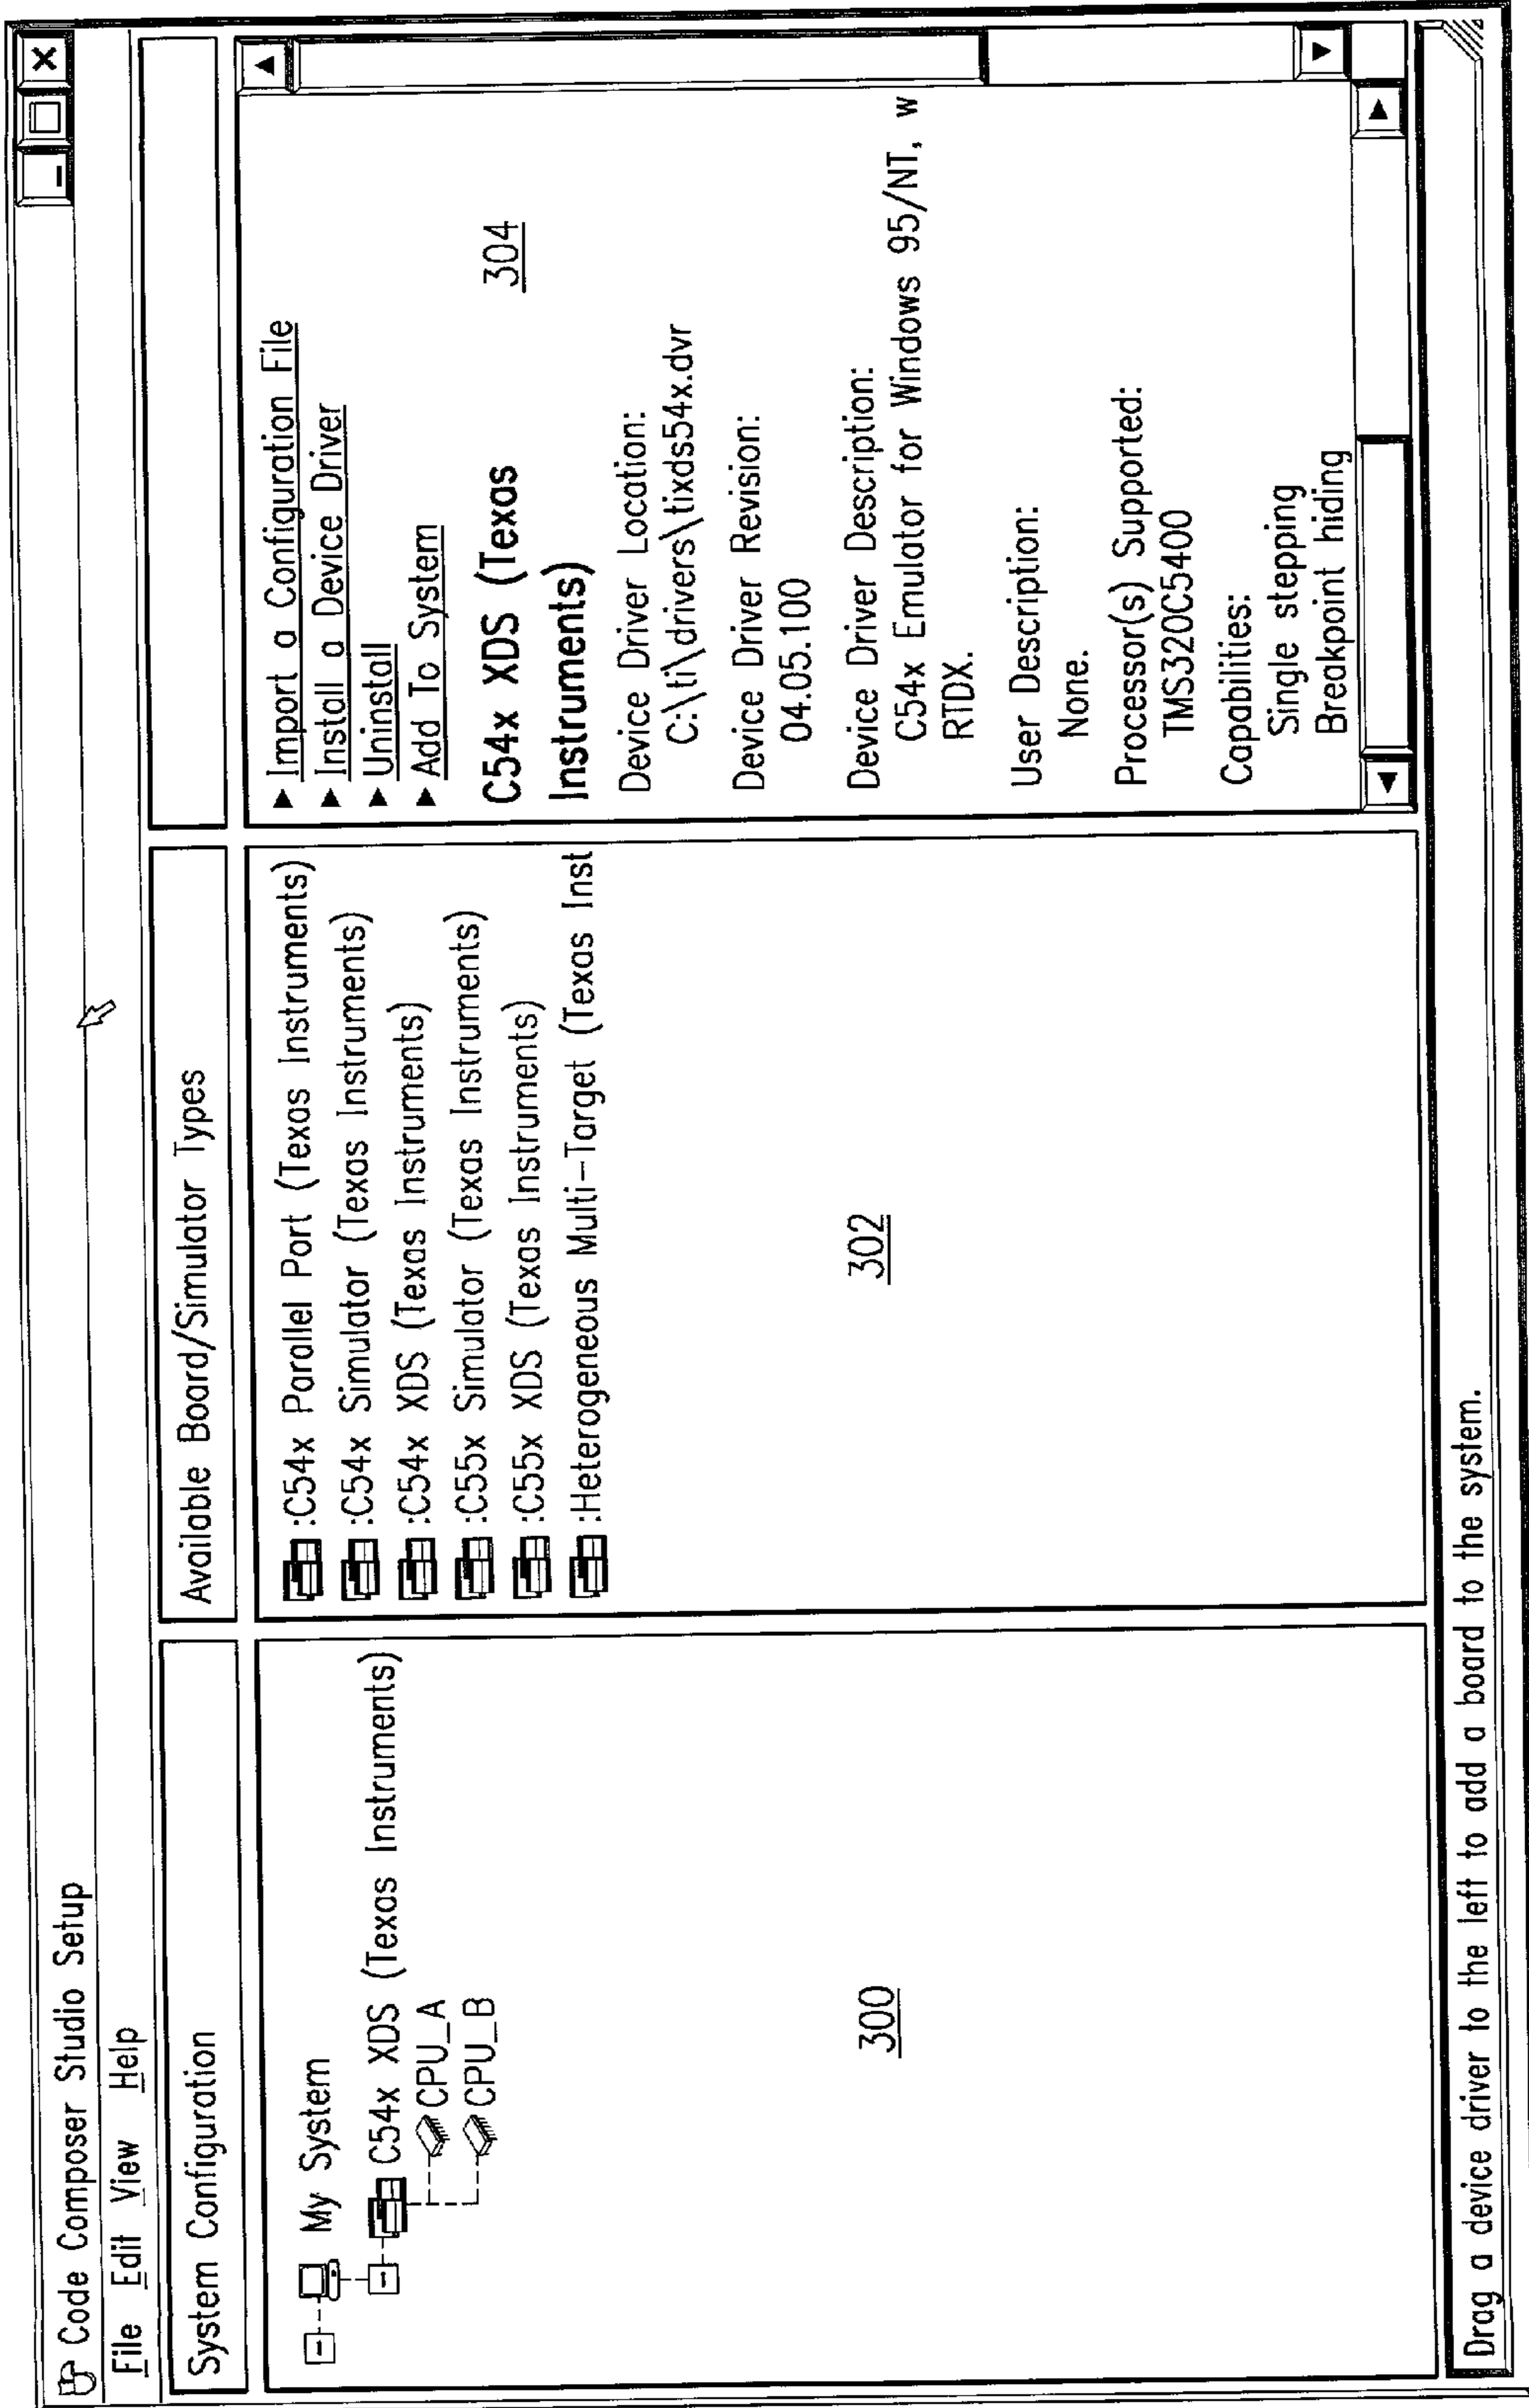 Code Composer Studio Setup
File Edit View Help
System Configuration
My System
C54x XDS (Texas Instruments)
CPU_A
CPU_B
300
Available Board/Simulator Types
:C54x Parallel Port (Texas Instruments)
:C54x Simulator (Texas Instruments)
:C54x XDS (Texas Instruments)
:C55x Simulator (Texas Instruments)
:C55x XDS (Texas Instruments)
:Heterogeneous Multi-Target (Texas Inst
302
Import a Configuration File
Install a Device Driver
Uninstall
Add To System
304
C54x XDS (Texas
Instruments)
Device Driver Location:
C:\ti\drivers\tixds54x.dvr
Device Driver Revision:
04.05.100
Device Driver Description:
C54x Emulator for Windows 95/NT, w
RTDX.
User Description:
None.
Processor(s) Supported:
TMS320C5400
Capabilities:
Single stepping
Breakpoint hiding
Drag a device driver to the left to add a board to the system.